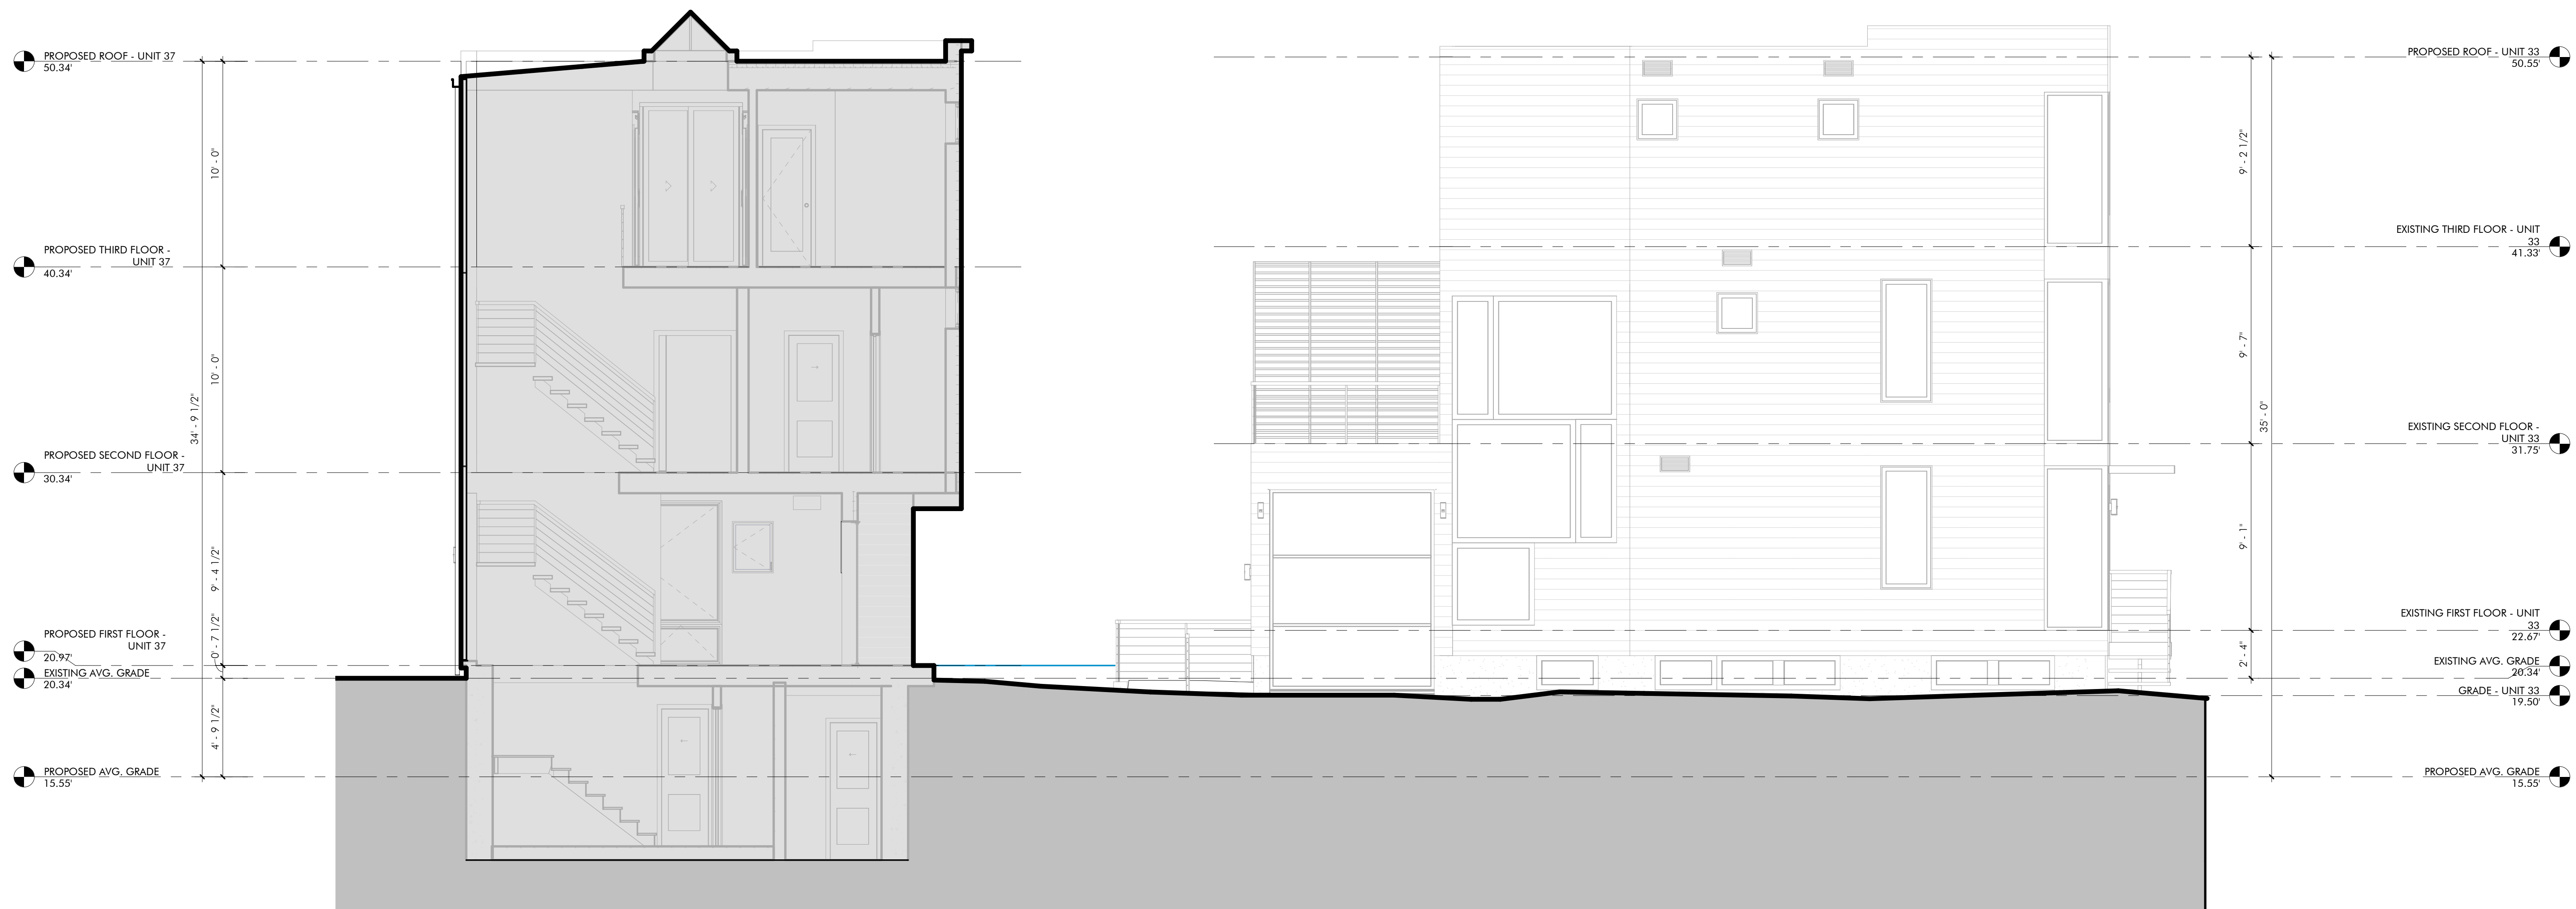 PROPOSED ROOF - UNIT 37
50.34'
PROPOSED THIRD FLOOR -
UNIT 37
40.34'
PROPOSED SECOND FLOOR -
UNIT 37
30.34'
PROPOSED FIRST FLOOR -
UNIT 37
20.97'
EXISTING AVG. GRADE
20.34'
PROPOSED AVG. GRADE
15.55'
10' - 0"
10' - 0"
34' - 9 1/2"
9' - 4 1/2"
0' - 7 1/2"
4' - 9 1/2"
9' - 2 1/2"
9' - 7"
35' - 0"
9' - 1"
2' - 4"
PROPOSED ROOF - UNIT 33
50.55'
EXISTING THIRD FLOOR - UNIT
33
41.33'
EXISTING SECOND FLOOR -
UNIT 33
31.75'
EXISTING FIRST FLOOR - UNIT
33
22.67'
EXISTING AVG. GRADE
20.34'
GRADE - UNIT 33
19.50'
PROPOSED AVG. GRADE
15.55'